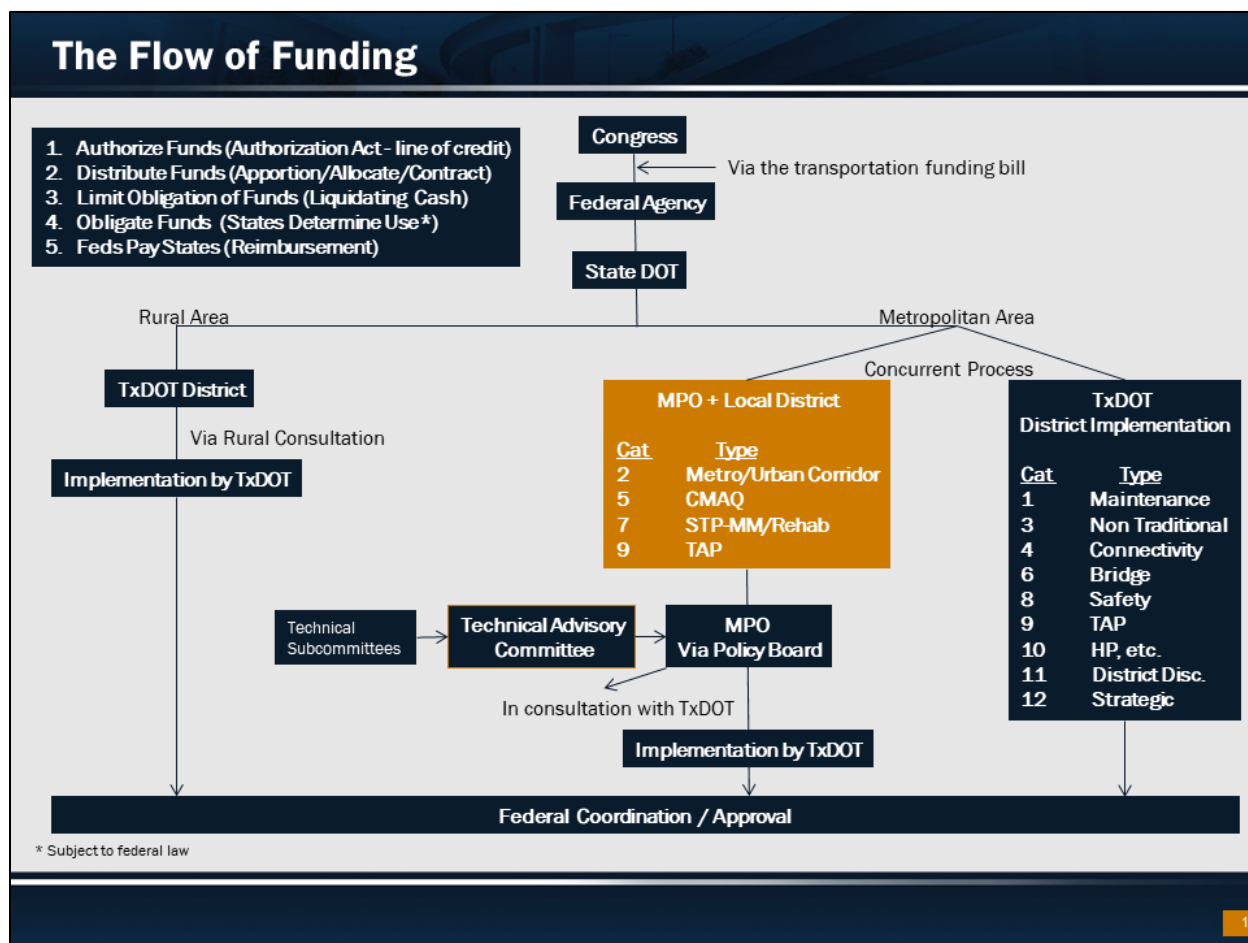 The Flow of Funding
1. Authorize Funds (Authorization Act - line of credit)
2. Distribute Funds (Apportion/Allocate/Contract)
3. Limit Obligation of Funds (Liquidating Cash)
4. Obligate Funds (States Determine Use*)
5. Feds Pay States (Reimbursement)
Congress
Via the transportation funding bill
Federal Agency
State DOT
Rural Area
Metropolitan Area
Concurrent Process
TxDOT District
Via Rural Consultation
Implementation by TxDOT
MPO + Local District
Cat Type
2 Metro/Urban Corridor
5 CMAQ
7 STP-MM/Rehab
9 TAP
TxDOT
District Implementation
Cat Type
1 Maintenance
3 Non Traditional
4 Connectivity
6 Bridge
8 Safety
9 TAP
10 HP, etc.
11 District Disc.
12 Strategic
Technical
Subcommittees
Technical Advisory
Committee
MPO
Via Policy Board
In consultation with TxDOT
Implementation by TxDOT
Federal Coordination / Approval
* Subject to federal law
1